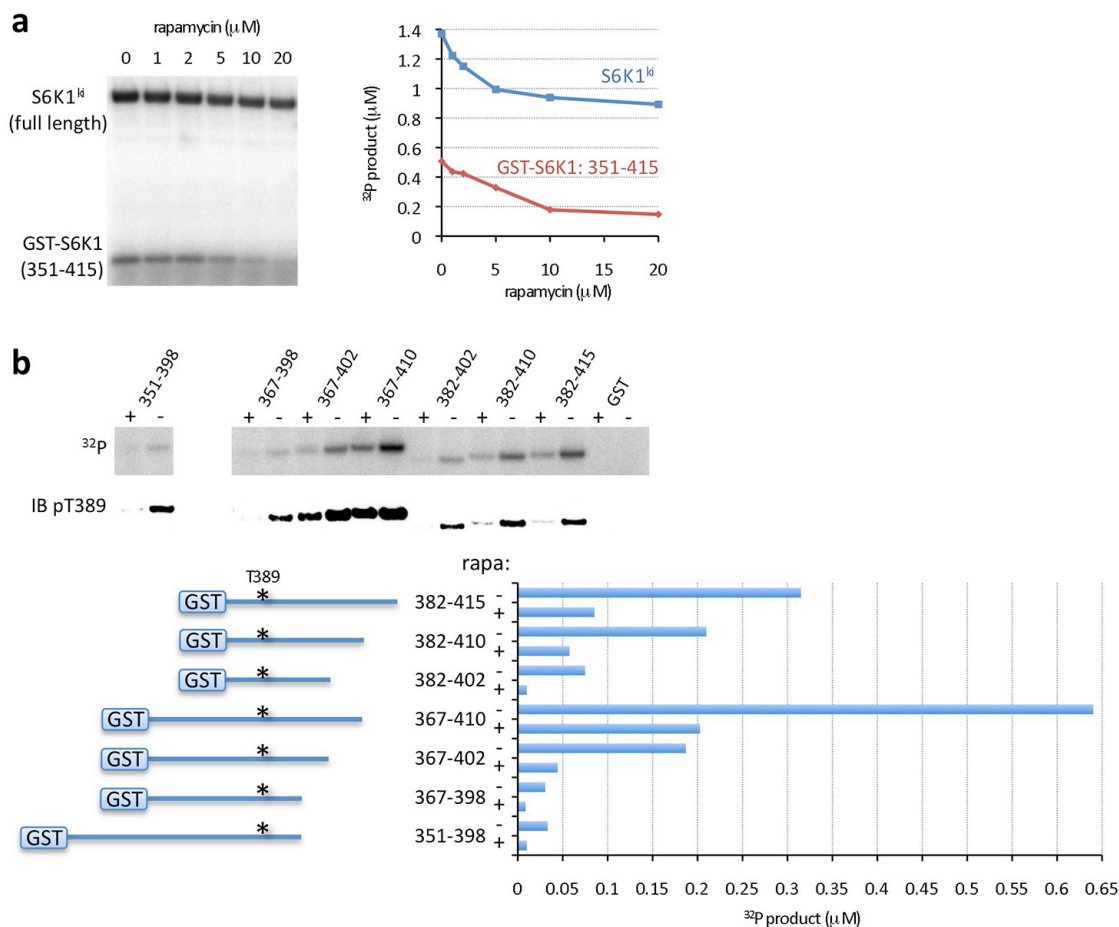 a
rapamycin (μM)
0 1 2 5 10 20
S6K1ki
(full length)
GST-S6K1
(351-415)
32P product (μM)
1.4
1.2
1
0.8
0.6
0.4
0.2
0
S6K1ki
GST-S6K1: 351-415
0 5 10 15 20
rapamycin (μM)
b
351-398 367-398 367-402 367-410 382-402 382-410 382-415 GST
+ - + - + - + - + - + - + - + -
32P
IB pT389
rapa:
T389
GST * 382-415 - +
GST * 382-410 - +
GST * 382-402 - +
GST * 367-410 - +
GST * 367-402 - +
GST * 367-398 - +
GST * 351-398 - +
0 0.05 0.1 0.15 0.2 0.25 0.3 0.35 0.4 0.45 0.5 0.55 0.6 0.65
32P product (μM)